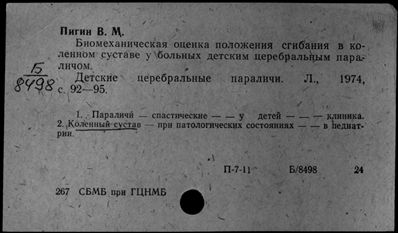 Пигин В. М.
Биомеханическая оценка положения сгибания в ко-
ленном суставе у больных детским церебральным пара-
личом.
Б
8498
Детские церебральные параличи. Л., 1974,
с. 92—95.
1. Параличи — спастические — — у детей — — — клиника.
2. Коленный сустав — при патологических состояниях — — в педиат-
рии.
П-7-11 Б/8498 24
267 СБМБ при ГЦНМБ